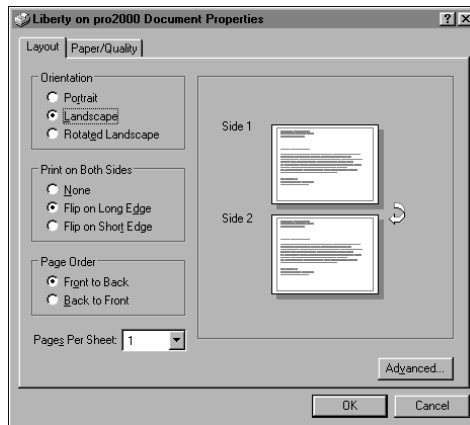 Liberty on pro2000 Document Properties
Layout
Paper/Quality
Orientation
Portrait
Landscape
Rotated Landscape
Print on Both Sides
None
Flip on Long Edge
Flip on Short Edge
Page Order
Front to Back
Back to Front
Pages Per Sheet: 1
Side 1
Side 2
Advanced...
OK
Cancel